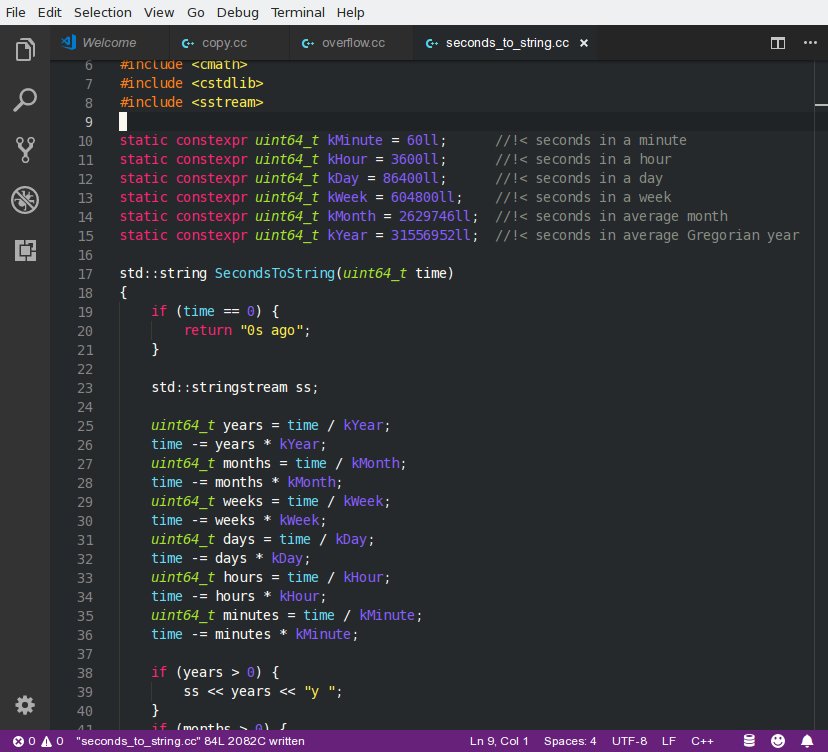 File Edit Selection View Go Debug Terminal Help
Welcome copy.cc overflow.cc seconds_to_string.cc ×
6 #include <cmath>
7 #include <cstdlib>
8 #include <sstream>
9
10 static constexpr uint64_t kMinute = 60ll; //!< seconds in a minute
11 static constexpr uint64_t kHour = 3600ll; //!< seconds in a hour
12 static constexpr uint64_t kDay = 86400ll; //!< seconds in a day
13 static constexpr uint64_t kWeek = 604800ll; //!< seconds in a week
14 static constexpr uint64_t kMonth = 2629746ll; //!< seconds in average month
15 static constexpr uint64_t kYear = 31556952ll; //!< seconds in average Gregorian year
16
17 std::string SecondsToString(uint64_t time)
18 {
19 if (time == 0) {
20 return "0s ago";
21 }
22
23 std::stringstream ss;
24
25 uint64_t years = time / kYear;
26 time -= years * kYear;
27 uint64_t months = time / kMonth;
28 time -= months * kMonth;
29 uint64_t weeks = time / kWeek;
30 time -= weeks * kWeek;
31 uint64_t days = time / kDay;
32 time -= days * kDay;
33 uint64_t hours = time / kHour;
34 time -= hours * kHour;
35 uint64_t minutes = time / kMinute;
36 time -= minutes * kMinute;
37
38 if (years > 0) {
39 ss << years << "y ";
40 }
41 if (months > 0) {
0 0 "seconds_to_string.cc" 84L 2082C written Ln 9, Col 1 Spaces: 4 UTF-8 LF C++